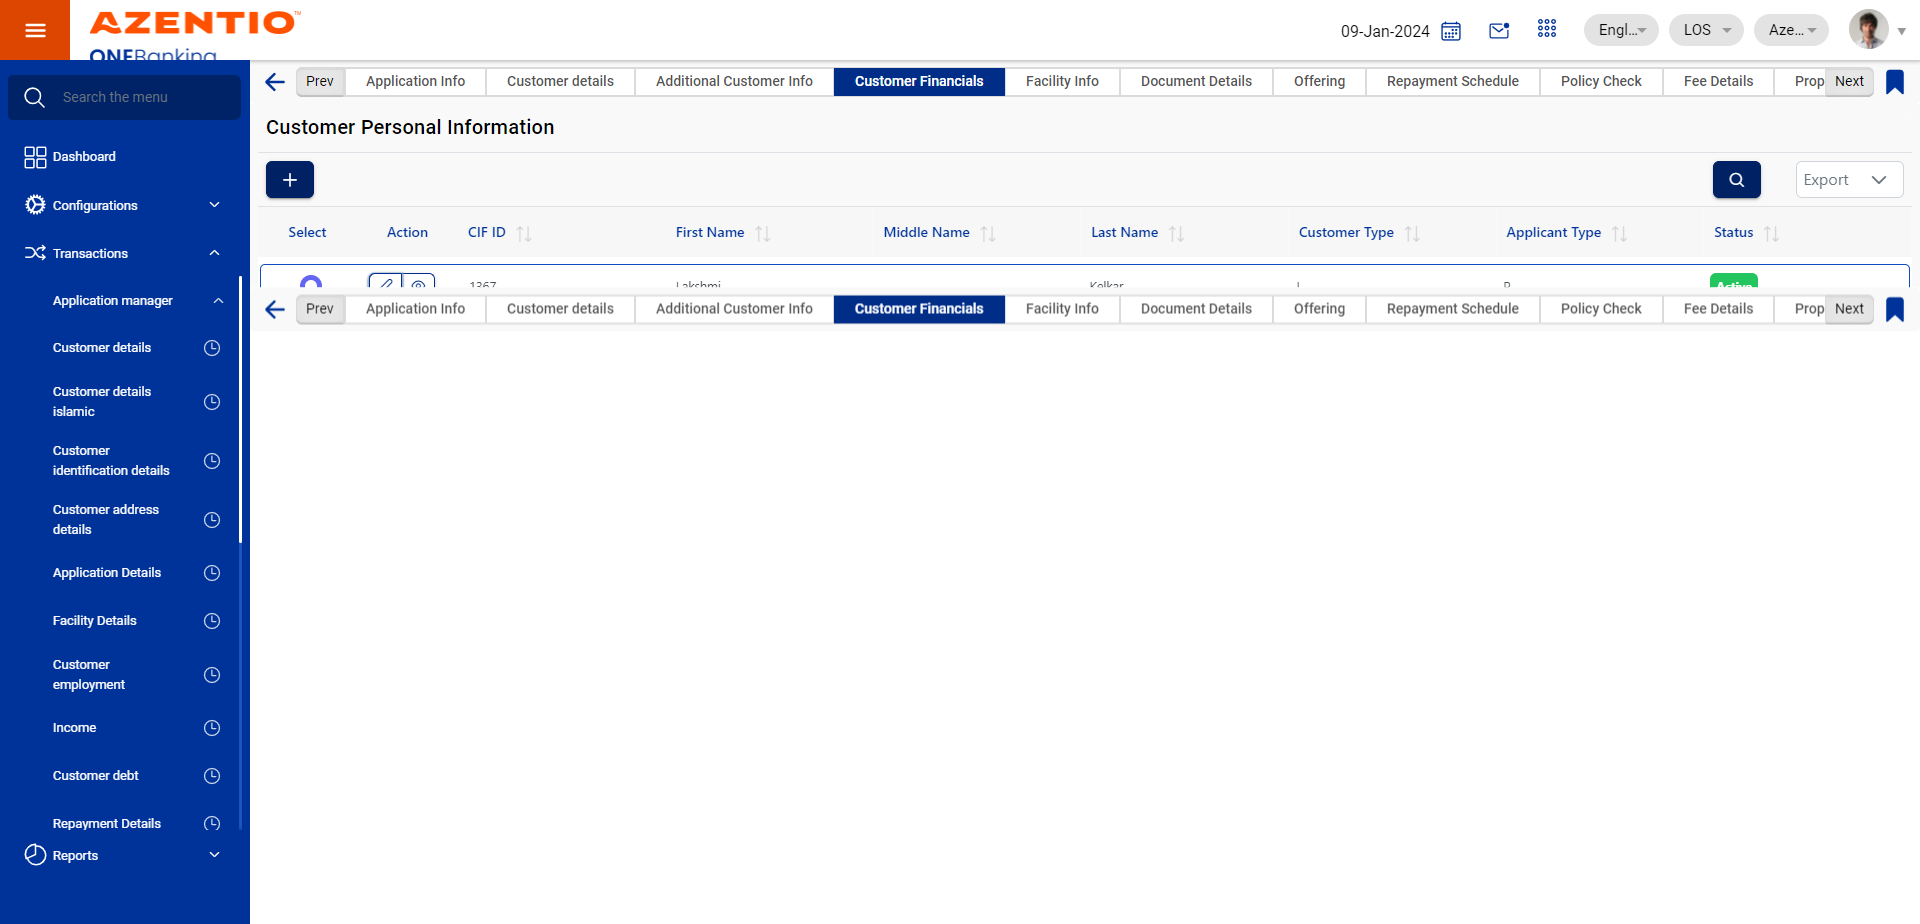 AZENTIO™
ONEBanking
09-Jan-2024
Engl...
LOS
Aze...
Search the menu
Dashboard
Configurations
Transactions
Application manager
Customer details
Customer details
islamic
Customer
identification details
Customer address
details
Application Details
Facility Details
Customer
employment
Income
Customer debt
Repayment Details
Reports
Prev
Application Info
Customer details
Additional Customer Info
Customer Financials
Facility Info
Document Details
Offering
Repayment Schedule
Policy Check
Fee Details
Prop
Next
Customer Personal Information
Export
Select
Action
CIF ID
First Name
Middle Name
Last Name
Customer Type
Applicant Type
Status
1367
Lakshmi
Kelkar
Active
Prev
Application Info
Customer details
Additional Customer Info
Customer Financials
Facility Info
Document Details
Offering
Repayment Schedule
Policy Check
Fee Details
Prop
Next